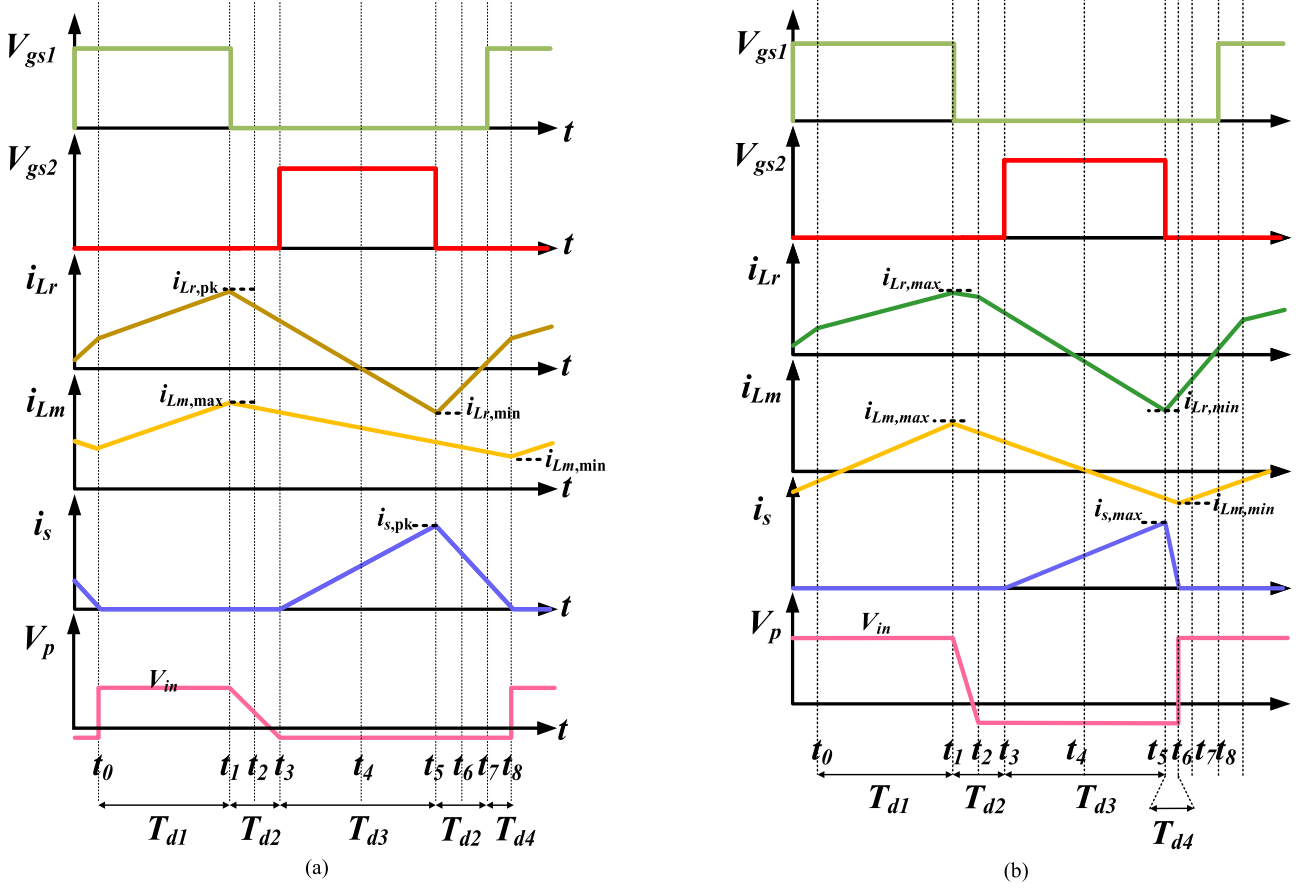 V_gs1
t
V_gs2
t
i_Lr
i_Lr,pk
t
i_Lm
i_Lm,max
i_Lr,min
i_Lm,min
t
i_s
i_s,pk
t
V_p
V_in
t
t_0 t_1 t_2 t_3 t_4 t_5 t_6 t_7 t_8
T_d1 T_d2 T_d3 T_d2 T_d4
(a)
V_gs1
V_gs2
i_Lr
i_Lr,max
i_Lm
i_Lm,max
i_Lr,min
i_s
i_s,max
i_Lm,min
V_p
V_in
t_0 t_1 t_2 t_3 t_4 t_5 t_6 t_7 t_8
T_d1 T_d2 T_d3
T_d4
(b)